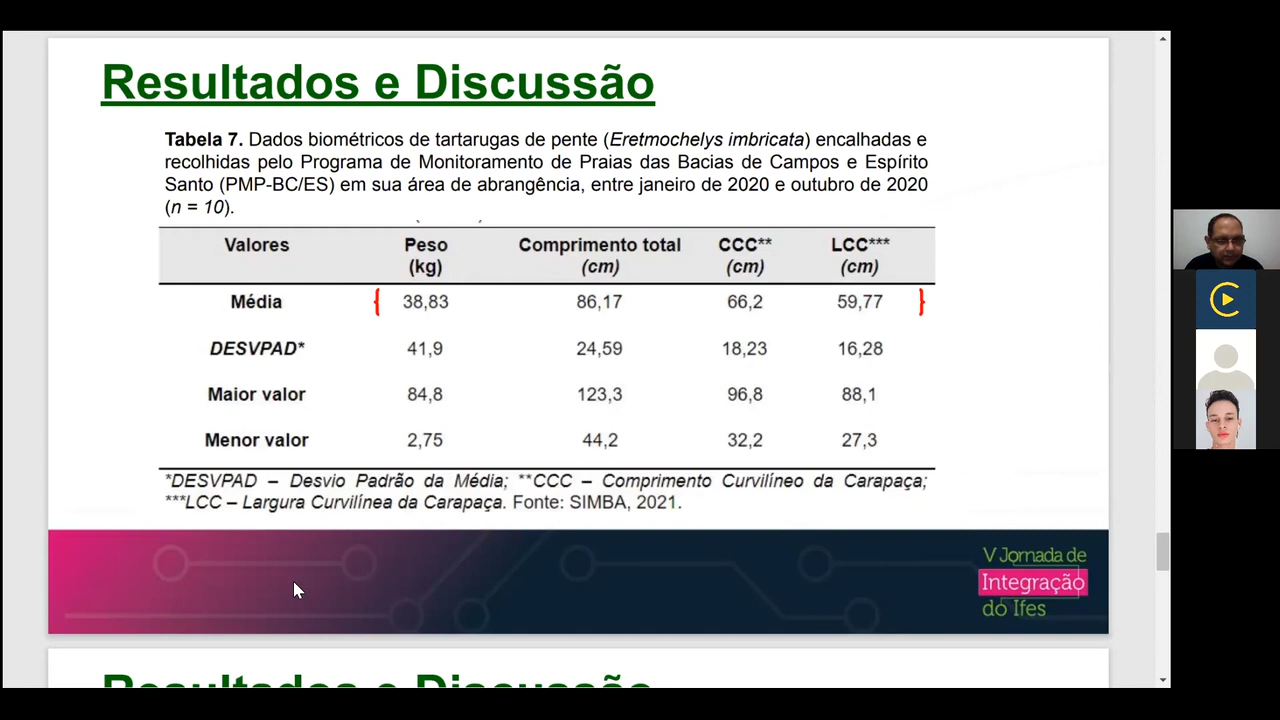 Resultados e Discussão
Tabela 7. Dados biométricos de tartarugas de pente (Eretmochelys imbricata) encalhadas e
recolhidas pelo Programa de Monitoramento de Praias das Bacias de Campos e Espírito
Santo (PMP-BC/ES) em sua área de abrangência, entre janeiro de 2020 e outubro de 2020
(n = 10).
Valores Peso (kg) Comprimento total (cm) CCC** (cm) LCC*** (cm)
Média { 38,83 86,17 66,2 59,77 }
DESVPAD* 41,9 24,59 18,23 16,28
Maior valor 84,8 123,3 96,8 88,1
Menor valor 2,75 44,2 32,2 27,3
*DESVPAD – Desvio Padrão da Média; **CCC – Comprimento Curvilíneo da Carapaça;
***LCC – Largura Curvilínea da Carapaça. Fonte: SIMBA, 2021.
V Jornada de
Integração
do Ifes
Resultados e Discussão